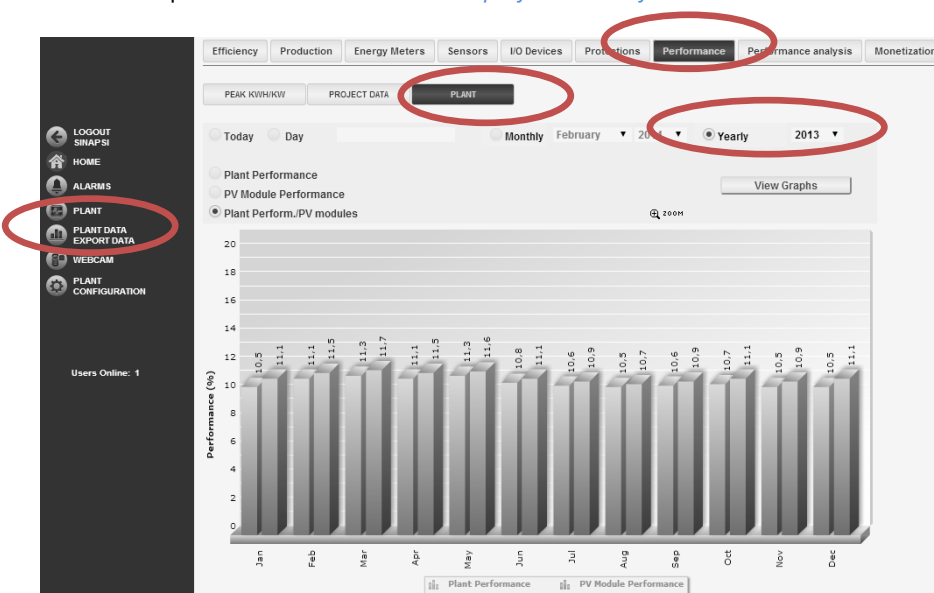 Efficiency Production Energy Meters Sensors I/O Devices Protections Performance Performance analysis Monetization
PEAK KWH/KW PROJECT DATA PLANT
Today Day Monthly February Yearly 2013
Plant Performance
PV Module Performance
Plant Perform./PV modules
View Graphs
ZOOM
LOGOUT
SINAPSI
HOME
ALARMS
PLANT
PLANT DATA
EXPORT DATA
WEBCAM
PLANT
CONFIGURATION
Users Online: 1
Performance (%)
20
18
16
14
12
10
8
6
4
2
0
10,5 11,1 11,1 11,5 11,3 11,7 11,1 11,5 11,3 11,6 10,8 11,1 10,6 10,9 10,5 10,7 10,6 10,9 10,7 11,1 10,5 10,9 10,5 11,1
Jan Feb Mar Apr May Jun Jul Aug Sep Oct Nov Dec
Plant Performance PV Module Performance